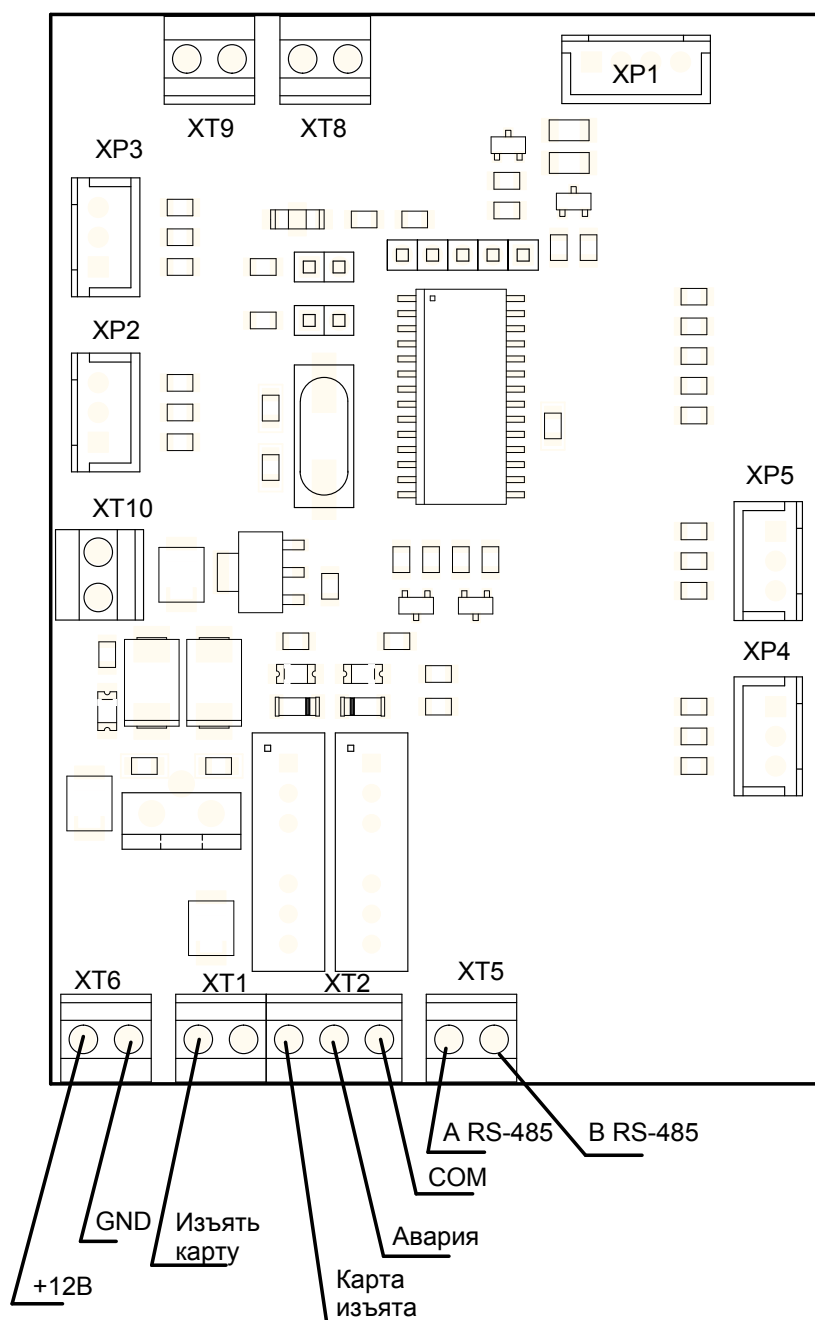 XT9
XT8
XP1
XP3
XP2
XT10
XP5
XP4
XT6
XT1
XT2
XT5
A RS-485
B RS-485
COM
GND
Изъять
карту
Авария
+12В
Карта
изъята